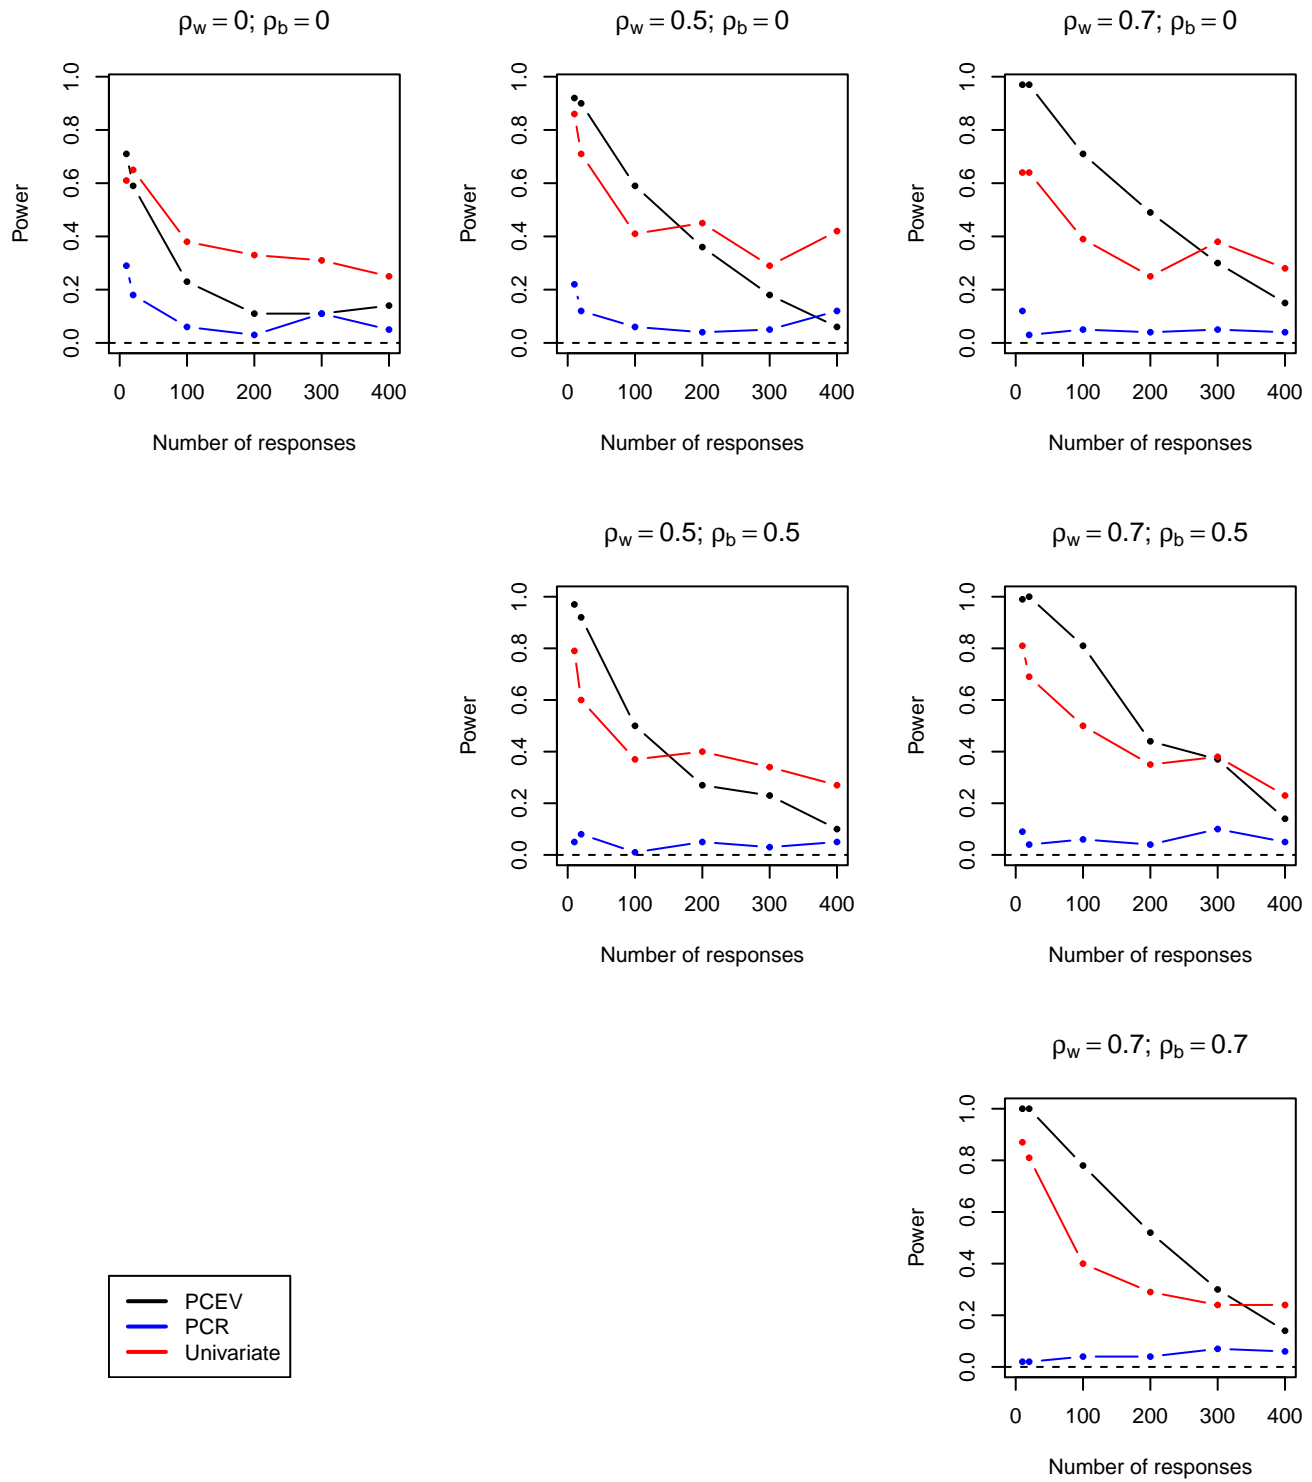 ρw = 0; ρb = 0
Power
0.0 0.2 0.4 0.6 0.8 1.0
0 100 200 300 400
Number of responses
ρw = 0.5; ρb = 0
Power
0.0 0.2 0.4 0.6 0.8 1.0
0 100 200 300 400
Number of responses
ρw = 0.7; ρb = 0
Power
0.0 0.2 0.4 0.6 0.8 1.0
0 100 200 300 400
Number of responses
ρw = 0.5; ρb = 0.5
Power
0.0 0.2 0.4 0.6 0.8 1.0
0 100 200 300 400
Number of responses
ρw = 0.7; ρb = 0.5
Power
0.0 0.2 0.4 0.6 0.8 1.0
0 100 200 300 400
Number of responses
ρw = 0.7; ρb = 0.7
Power
0.0 0.2 0.4 0.6 0.8 1.0
0 100 200 300 400
Number of responses
PCEV
PCR
Univariate